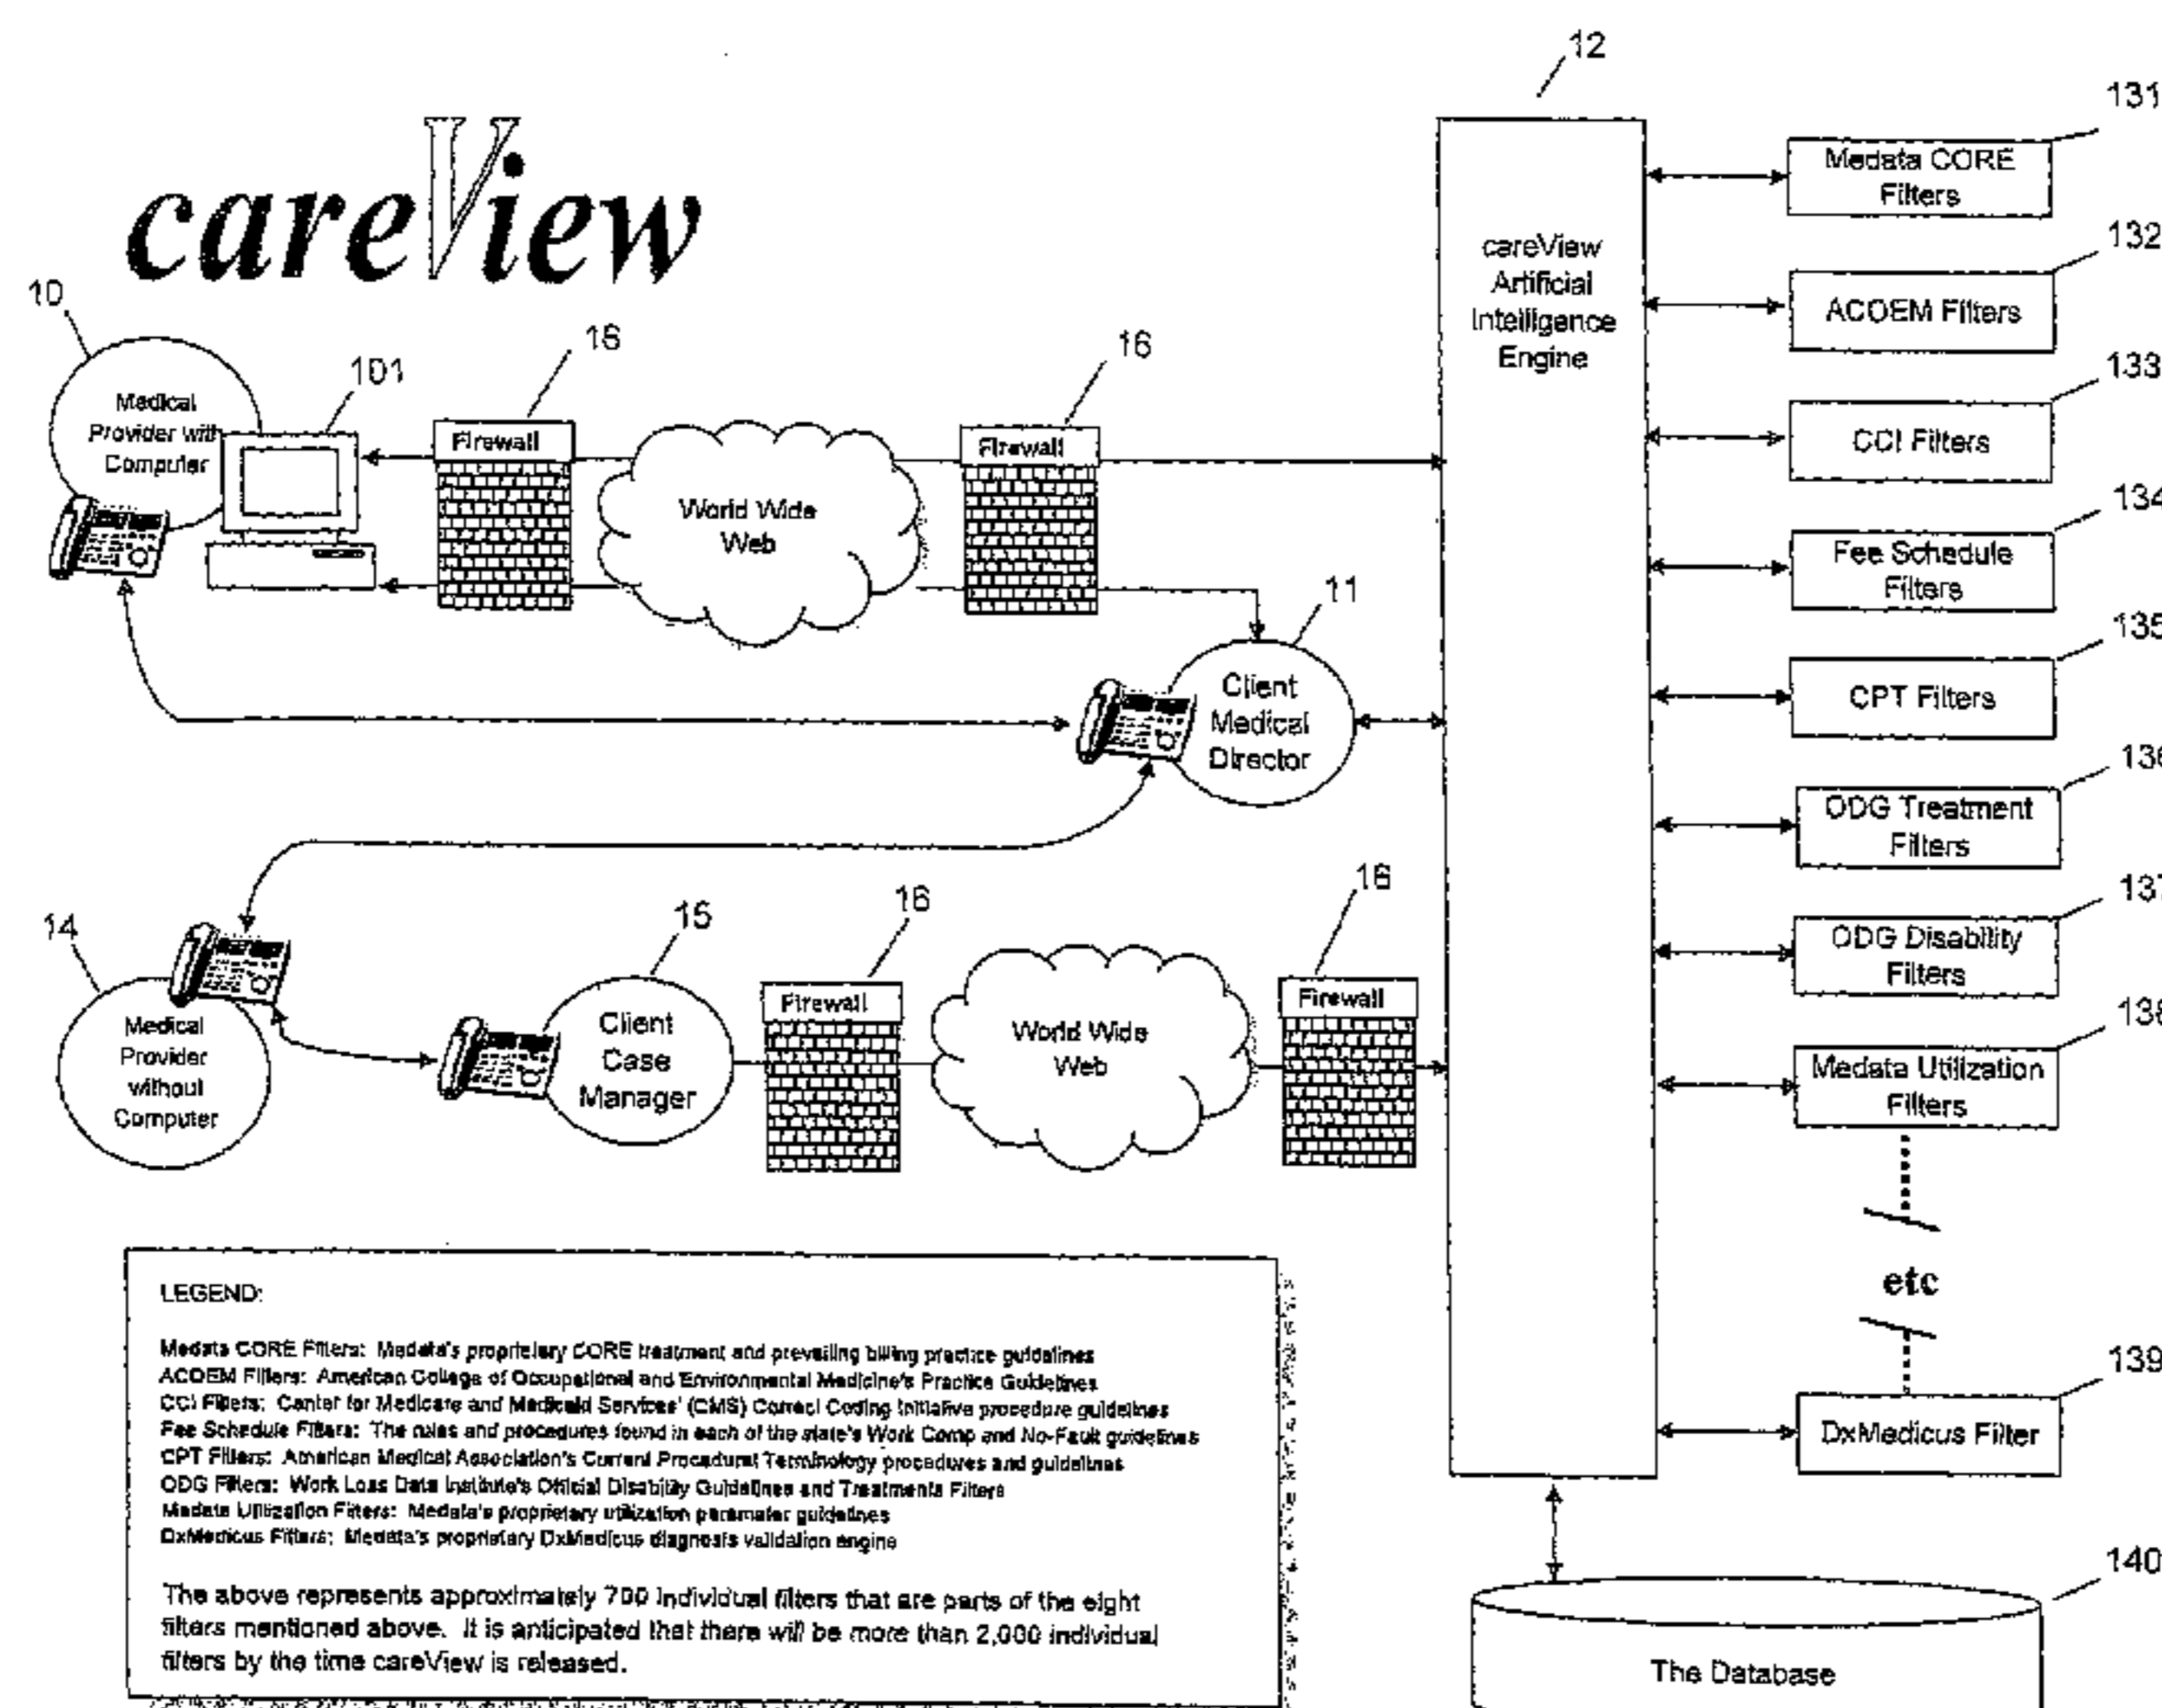 careView
12
131
Medata CORE
Filters
132
careView
Artificial
Intelligence
Engine
ACOEM Filters
10
16
16
133
101
Medical
Provider with
Computer
Firewall
Firewall
CCI Filters
World Wide
Web
134
Fee Schedule
Filters
11
135
Client
Medical
Director
CPT Filters
136
ODG Treatment
Filters
14
15
16
16
137
ODG Disability
Filters
Medical
Provider
without
Computer
Client
Case
Manager
Firewall
World Wide
Web
Firewall
138
Medata Utilization
Filters
etc
LEGEND:
Medata CORE Filters: Medata's proprietary CORE treatment and prevailing billing practice guidelines
ACOEM Filters: American College of Occupational and Environmental Medicine's Practice Guidelines
CCI Filters: Center for Medicare and Medicaid Services' (CMS) Correct Coding Initiative procedure guidelines
Fee Schedule Filters: The rules and procedures found in each of the state's Work Comp and No-Fault guidelines
CPT Filters: American Medical Association's Current Procedural Terminology procedures and guidelines
ODG Filters: Work Loss Data Institute's Official Disability Guidelines and Treatments Filters
Medata Utilization Filters: Medata's proprietary utilization parameter guidelines
DxMedicus Filters: Medata's proprietary DxMedicus diagnosis validation engine
The above represents approximately 700 individual filters that are parts of the eight
filters mentioned above. It is anticipated that there will be more than 2,000 individual
filters by the time careView is released.
139
DxMedicus Filter
140
The Database